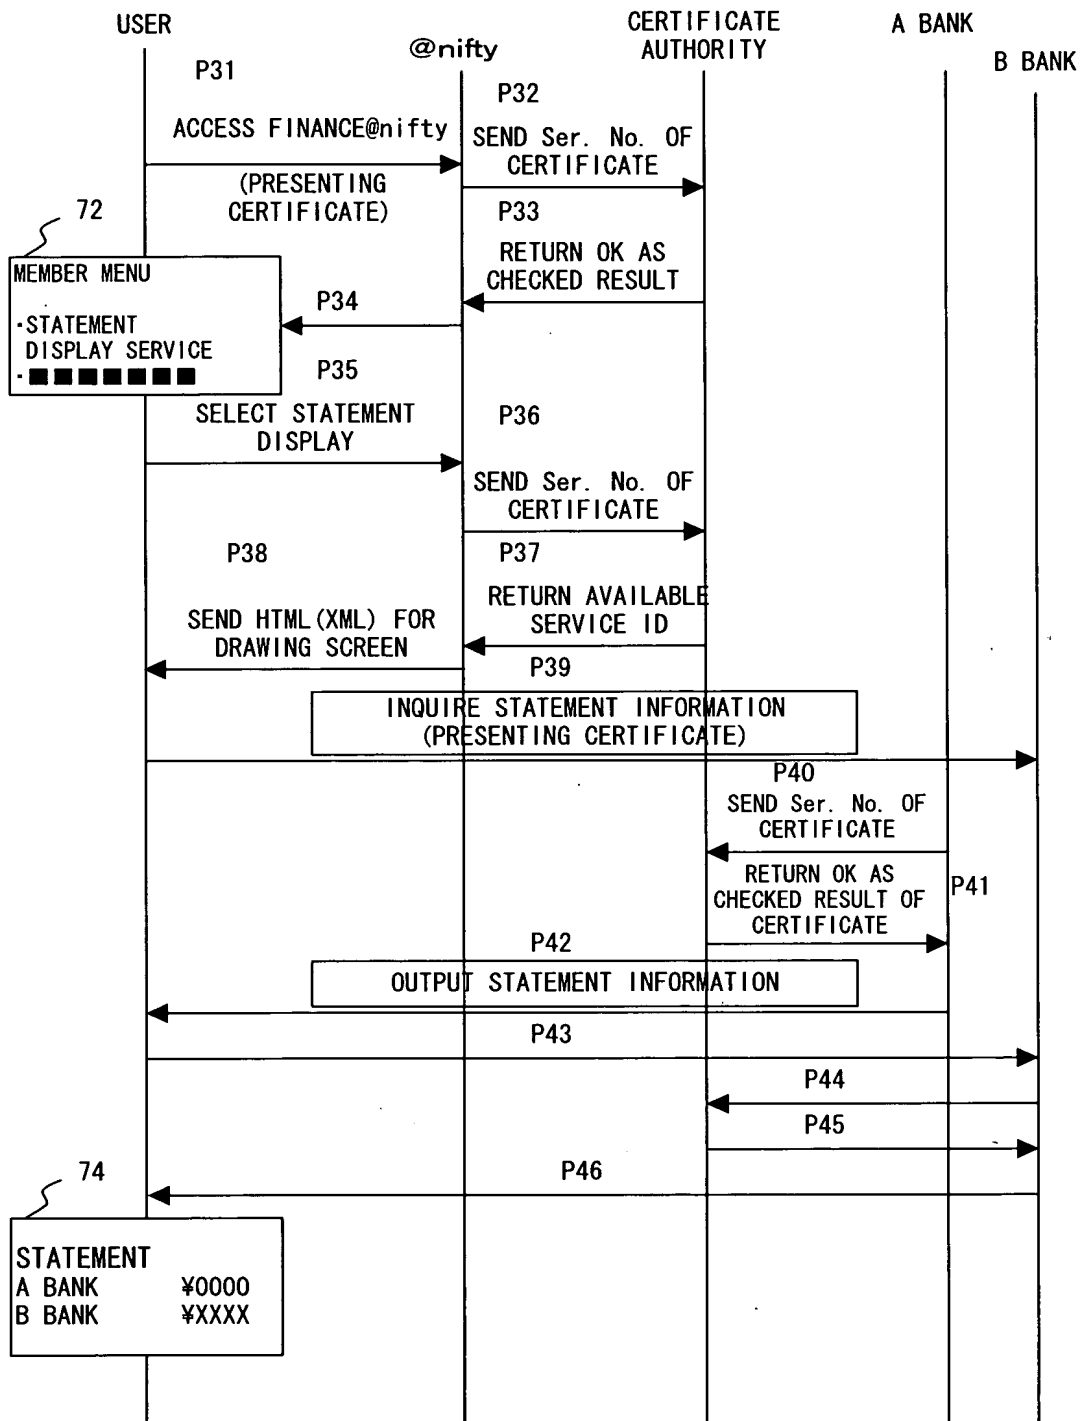 USER
@nifty
CERTIFICATE
AUTHORITY
A BANK
B BANK
P31
ACCESS FINANCE@nifty
(PRESENTING
CERTIFICATE)
P32
SEND Ser. No. OF
CERTIFICATE
P33
RETURN OK AS
CHECKED RESULT
72
MEMBER MENU
·STATEMENT
DISPLAY SERVICE
·■■■■■■■
P34
P35
SELECT STATEMENT
DISPLAY
P36
SEND Ser. No. OF
CERTIFICATE
P37
RETURN AVAILABLE
SERVICE ID
P38
SEND HTML(XML) FOR
DRAWING SCREEN
P39
INQUIRE STATEMENT INFORMATION
(PRESENTING CERTIFICATE)
P40
SEND Ser. No. OF
CERTIFICATE
P41
RETURN OK AS
CHECKED RESULT OF
CERTIFICATE
P42
OUTPUT STATEMENT INFORMATION
P43
P44
P45
P46
74
STATEMENT
A BANK ¥0000
B BANK ¥XXXX